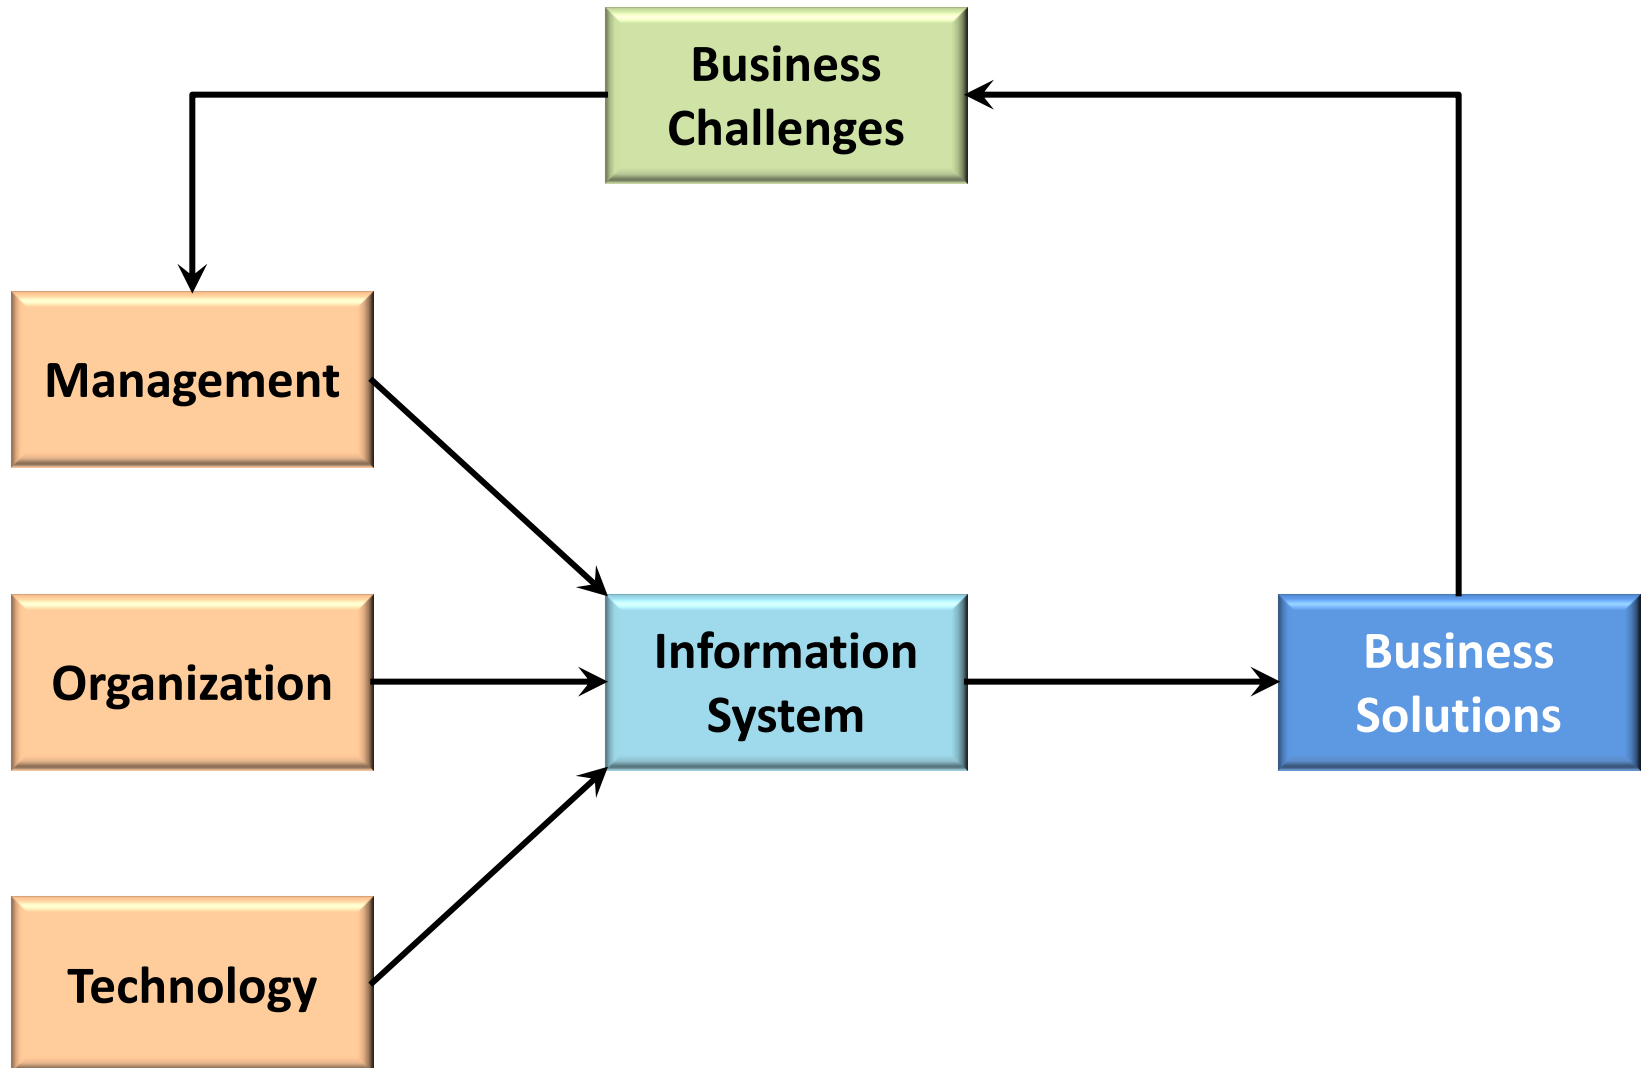 Business
Challenges
Management
Organization
Information
System
Business
Solutions
Technology